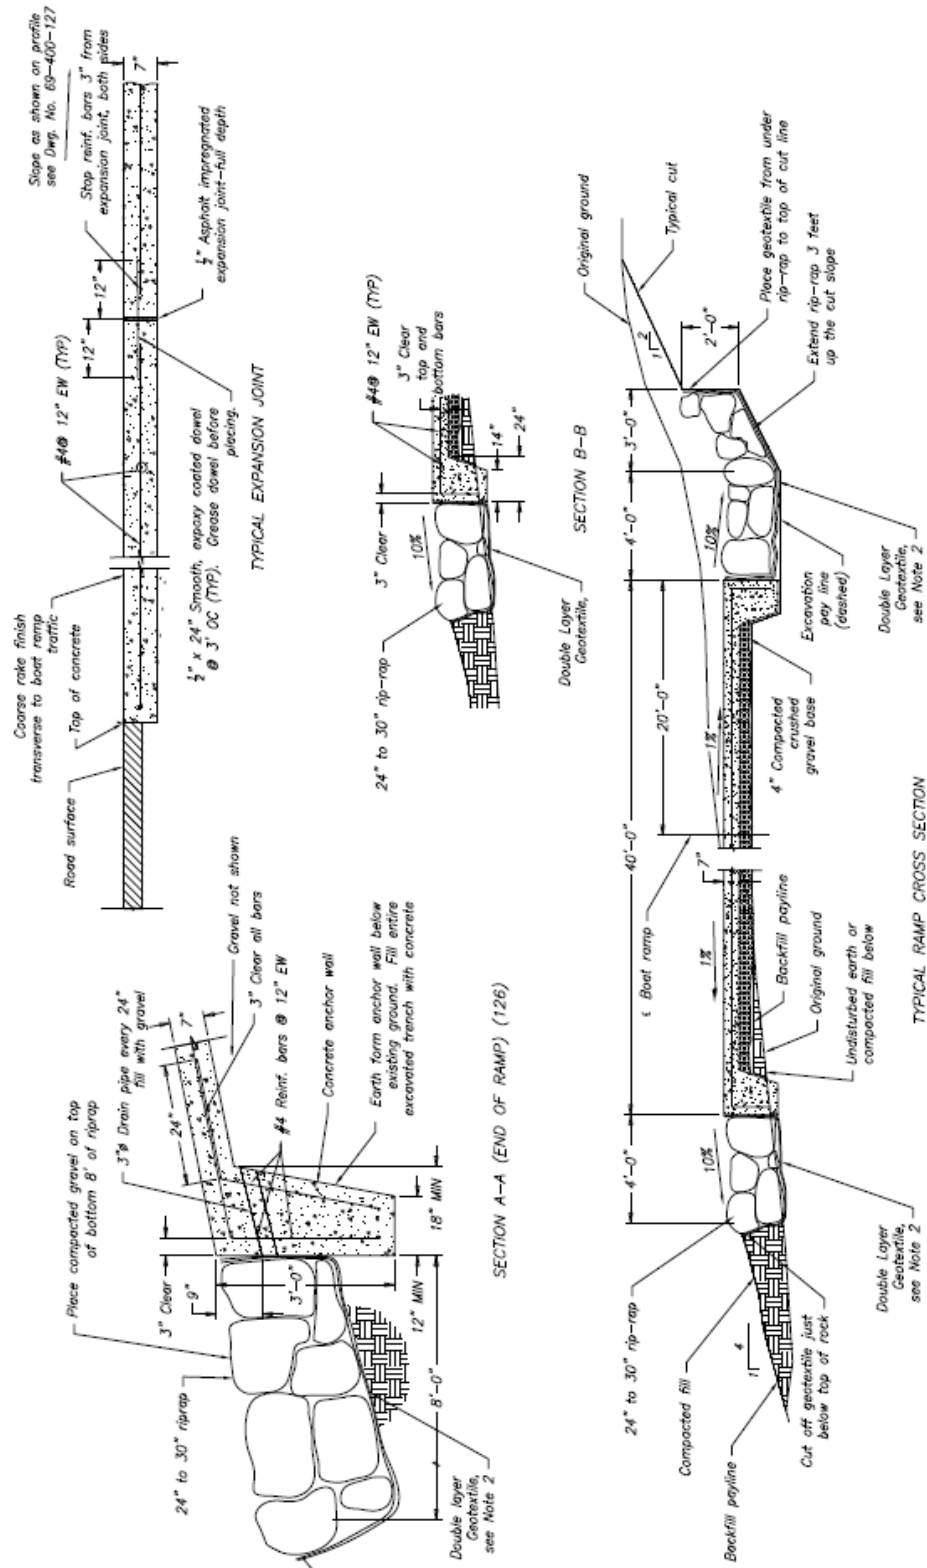 Place compacted gravel on top
of bottom 8' of riprap
3"ø Drain pipe every 24"
fill with gravel
7"
24"
Gravel not shown
3" Clear all bars
#4 Reinf. bars @ 12" EW
Concrete anchor wall
Earth form anchor wall below
existing ground. Fill entire
excavated trench with concrete
3" Clear
9"
3'-0"
18" MIN
12" MIN
8'-0"
24" to 30" riprap
Double layer
Geotextile,
see Note 2
SECTION A-A (END OF RAMP) (126)
Coarse rake finish
transverse to boat ramp
traffic
Top of concrete
Road surface
#4@ 12" EW (TYP)
12"
12"
Slope as shown on profile
see Dwg. No. 69-400-127
7"
Stop reinf. bars 3" from
expansion joint, both sides
½" Asphalt impregnated
expansion joint-full depth
½" x 24" Smooth, epoxy coated dowel
@ 3' OC (TYP). Grease dowel before
placing.
TYPICAL EXPANSION JOINT
24" to 30" rip-rap
10%
3" Clear
#4@ 12" EW (TYP)
3" Clear
top and
bottom bars
14"
24"
Double Layer
Geotextile,
SECTION B-B
24" to 30" rip-rap
Compacted fill
Backfill payline
4
1
Cut off geotextile just
below top of rock
Double Layer
Geotextile,
see Note 2
4'-0"
10%
40'-0"
℄ Boat ramp
1%
7"
Backfill payline
Original ground
Undisturbed earth or
compacted fill below
20'-0"
1%
4" Compacted
crushed
gravel base
4'-0"
3'-0"
10%
Excavation
pay line
(dashed)
Double Layer
Geotextile,
see Note 2
Original ground
Typical cut
2
1
2'-0"
Place geotextile from under
rip-rap to top of cut line
Extend rip-rap 3 feet
up the cut slope
TYPICAL RAMP CROSS SECTION